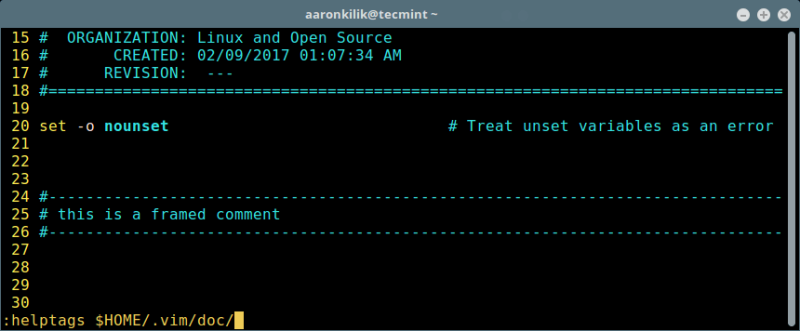 aaronkilik@tecmint ~
15 #  ORGANIZATION: Linux and Open Source
16 #       CREATED: 02/09/2017 01:07:34 AM
17 #      REVISION:  ---
18 #===============================================================================
19
20 set -o nounset                              # Treat unset variables as an error
21
22
23
24 #-------------------------------------------------------------------------------
25 # this is a framed comment
26 #-------------------------------------------------------------------------------
27
28
29
30
:helptags $HOME/.vim/doc/